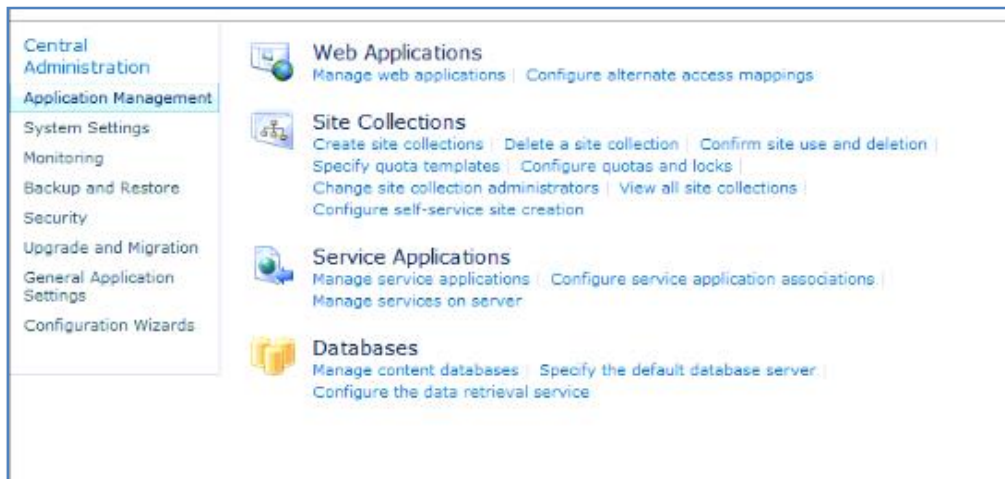 Central
Administration
Application Management
System Settings
Monitoring
Backup and Restore
Security
Upgrade and Migration
General Application
Settings
Configuration Wizards
Web Applications
Manage web applications | Configure alternate access mappings
Site Collections
Create site collections | Delete a site collection | Confirm site use and deletion |
Specify quota templates | Configure quotas and locks |
Change site collection administrators | View all site collections |
Configure self-service site creation
Service Applications
Manage service applications | Configure service application associations |
Manage services on server
Databases
Manage content databases | Specify the default database server |
Configure the data retrieval service